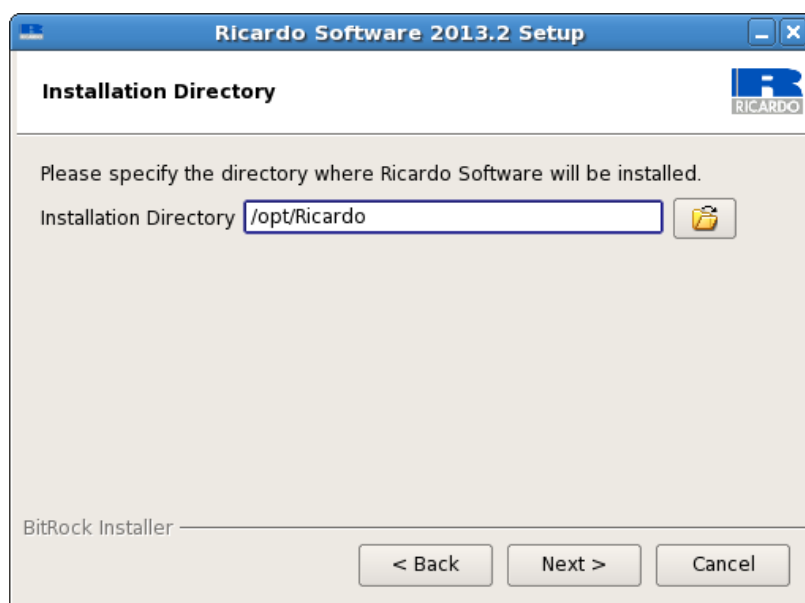 Ricardo Software 2013.2 Setup
Installation Directory
RICARDO
Please specify the directory where Ricardo Software will be installed.
Installation Directory /opt/Ricardo
BitRock Installer
< Back Next > Cancel